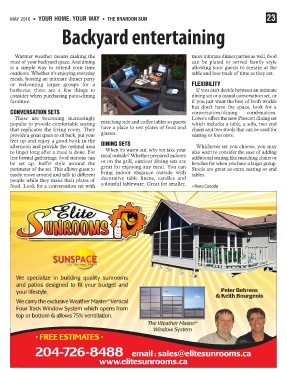 MAY 2010 • YOUR HOME, YOUR WAY • THE BRANDON SUN
23
Backyard entertaining
Warmer weather means making the
most of your backyard space. And dining
is a simple way to extend your time
outdoors. Whether it's enjoying everyday
meals, hosting an intimate dinner party
or welcoming larger groups for a
barbecue, there are a few things to
consider when purchasing patio-dining
furniture.
CONVERSATION SETS
These are becoming increasingly
popular to provide comfortable seating
that replicates the living room. They
provide a great space to sit back, put your
feet up and enjoy a good book in the
afternoon; and provide the optimal area
to linger long after a meal is done. For
non formal gatherings, food stations can
be set up, buffet style around the
perimeter of the set. This allows guest to
easily move around and talk to different
people while they make their plates of
food. Look for a conversation set with
matching side and coffee tables so guests
have a place to rest plates of food and
glasses.
DINING SETS
When it's warm out, why not take your
meal outside? Whether prepared indoors
or on the grill, outdoor dining sets are
great for enjoying any meal. You can
bring indoor elegance outside with
decorative table linens, candles and
colourful tableware. Great for smaller,
more intimate dinner parties as well, food
can be plated or served family style
allowing your guests to remain at the
table and lose track of time as they eat.
FLEXIBILITY
If you can't decide between an intimate
dining set or a casual conversation set, or
if you just want the best of both worlds
but don't have the space, look for a
conversation/dining combination.
Lowe's offers the new Western dining set
which includes a table, a sofa, two end
chairs and two stools that can be used for
seating or foot rests.
Whichever set you choose, you may
also want to consider the ease of adding
additional seating like matching chairs or
benches for when you have a larger group.
Stools are great as extra seating or end
tables.
—News Canada
Elite
SUNROOMS
SUNSPACE
We specialize in building quality sunrooms
and patios designed to fit your budget and
your lifestyle.
We carry the exclusive Weather Master® Vertical
Four Track Window System which opens from
top or bottom & allows 75% ventilation.
The Weather Master®
Window System
Peter Behrens
& Keith Bourgeois
• FREE ESTIMATES •
204-726-8488 email : sales@elitesunrooms.ca
www.elitesunrooms.ca